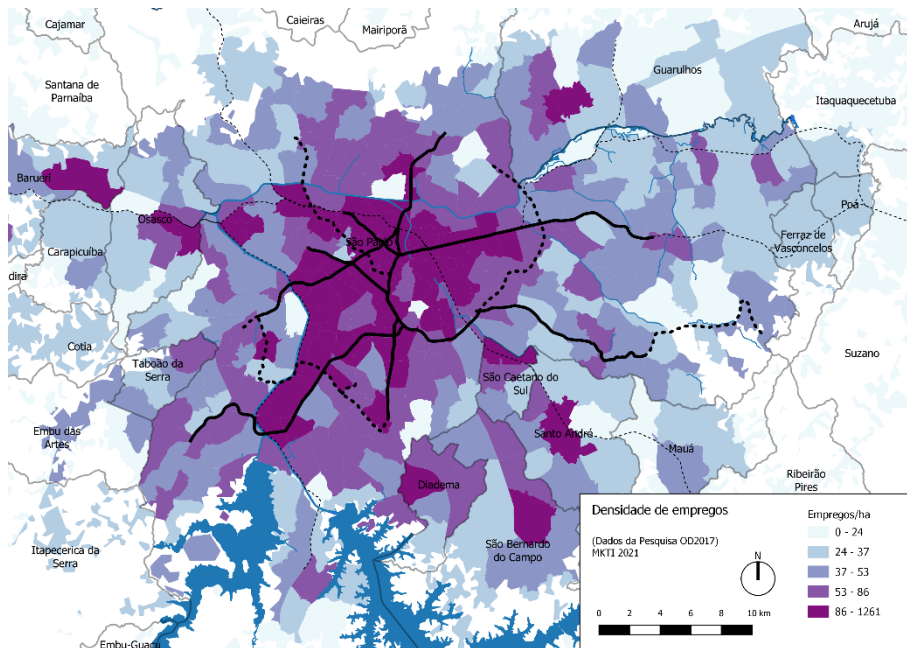 Cajamar
Caieiras
Mairiporã
Arujá
Santana de
Parnaíba
Guarulhos
Itaquaquecetuba
Barueri
Osasco
São Paulo
Poá
Carapicuíba
Ferraz de
Vasconcelos
dira
Cotia
Taboão da
Serra
Suzano
São Caetano do
Sul
Embu das
Artes
Santo André
Mauá
Diadema
Ribeirão
Pires
Itapecerica da
Serra
São Bernardo
do Campo
Embu-Guaçu
Densidade de empregos
(Dados da Pesquisa OD2017)
MKTI 2021
N
0 2 4 6 8 10 km
Empregos/ha
0 - 24
24 - 37
37 - 53
53 - 86
86 - 1261